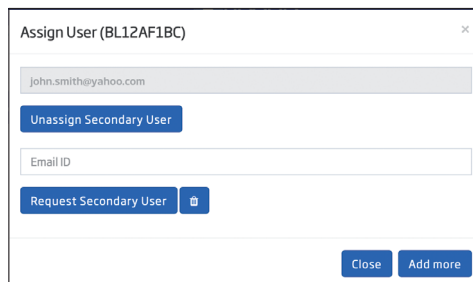 Assign User (BL12AF1BC)
×
john.smith@yahoo.com
Unassign Secondary User
Email ID
Request Secondary User
Close Add more